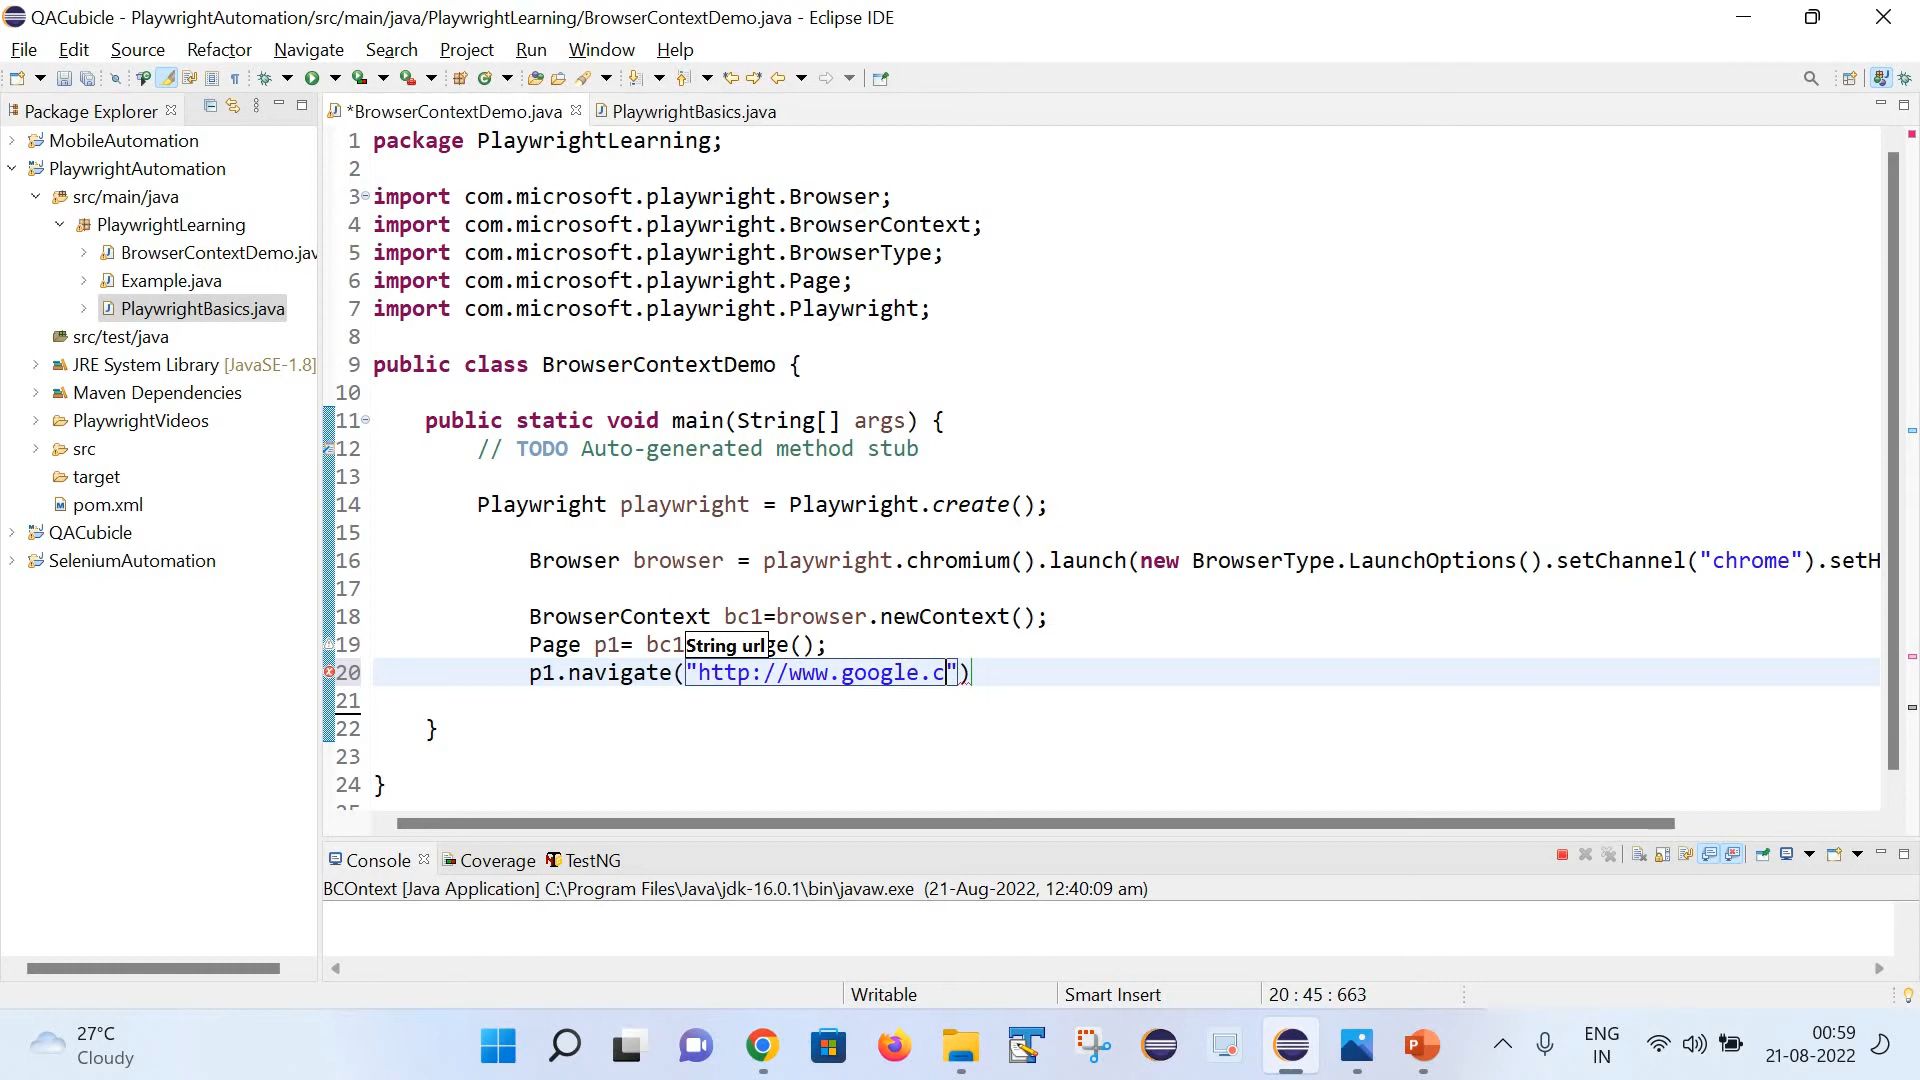 QACubicle - PlaywrightAutomation/src/main/java/PlaywrightLearning/BrowserContextDemo.java - Eclipse IDE
File Edit Source Refactor Navigate Search Project Run Window Help
Package Explorer
MobileAutomation
PlaywrightAutomation
src/main/java
PlaywrightLearning
BrowserContextDemo.jav
Example.java
PlaywrightBasics.java
src/test/java
JRE System Library [JavaSE-1.8]
Maven Dependencies
PlaywrightVideos
src
target
pom.xml
QACubicle
SeleniumAutomation
*BrowserContextDemo.java PlaywrightBasics.java
1 package PlaywrightLearning;
2
3 import com.microsoft.playwright.Browser;
4 import com.microsoft.playwright.BrowserContext;
5 import com.microsoft.playwright.BrowserType;
6 import com.microsoft.playwright.Page;
7 import com.microsoft.playwright.Playwright;
8
9 public class BrowserContextDemo {
10
11 public static void main(String[] args) {
12 // TODO Auto-generated method stub
13
14 Playwright playwright = Playwright.create();
15
16 Browser browser = playwright.chromium().launch(new BrowserType.LaunchOptions().setChannel("chrome").setH
17
18 BrowserContext bc1=browser.newContext();
19 Page p1= bc1 String url ge();
20 p1.navigate("http://www.google.c")
21
22 }
23
24 }
Console Coverage TestNG
BCOntext [Java Application] C:\Program Files\Java\jdk-16.0.1\bin\javaw.exe (21-Aug-2022, 12:40:09 am)
Writable Smart Insert 20 : 45 : 663
27°C
Cloudy
ENG
IN
00:59
21-08-2022